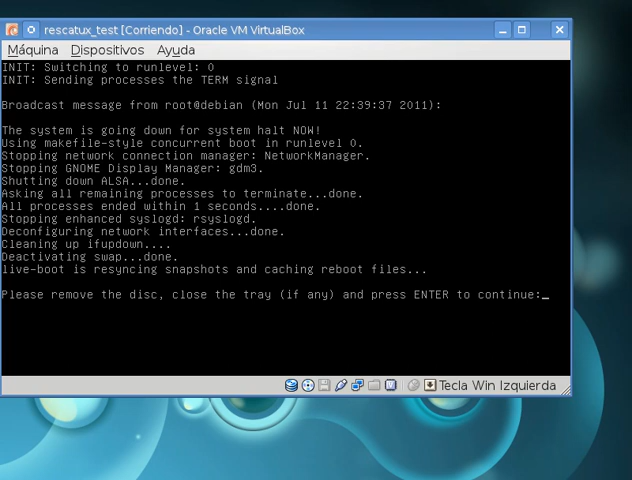 rescatux_test [Corriendo] - Oracle VM VirtualBox
Máquina Dispositivos Ayuda
INIT: Switching to runlevel: 0
INIT: Sending processes the TERM signal
Broadcast message from root@debian (Mon Jul 11 22:39:37 2011):
The system is going down for system halt NOW!
Using makefile-style concurrent boot in runlevel 0.
Stopping network connection manager: NetworkManager.
Stopping GNOME Display Manager: gdm3.
Shutting down ALSA...done.
Asking all remaining processes to terminate...done.
All processes ended within 1 seconds....done.
Stopping enhanced syslogd: rsyslogd.
Deconfiguring network interfaces...done.
Cleaning up ifupdown....
Deactivating swap...done.
live-boot is resyncing snapshots and caching reboot files...
Please remove the disc, close the tray (if any) and press ENTER to continue:_
Tecla Win Izquierda